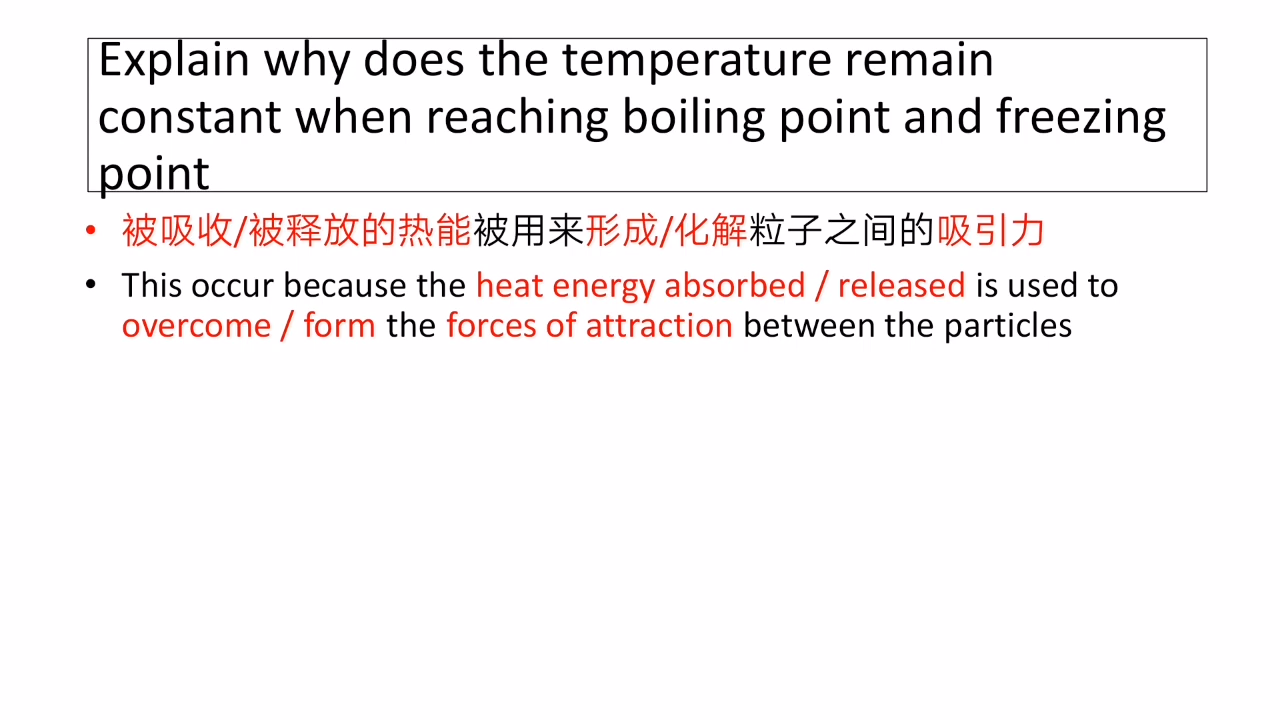 Explain why does the temperature remain
constant when reaching boiling point and freezing
point
• 被吸收/被释放的热能被用来形成/化解粒子之间的吸引力
• This occur because the heat energy absorbed / released is used to
overcome / form the forces of attraction between the particles